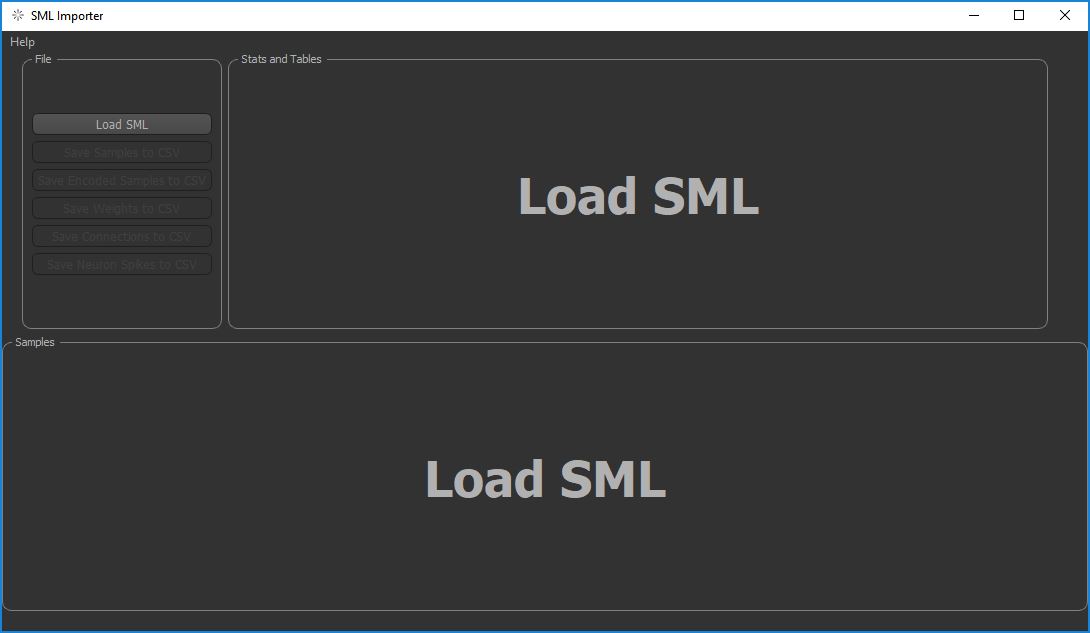 SML Importer
Help
File
Load SML
Save Samples to CSV
Save Encoded Samples to CSV
Save Weights to CSV
Save Connections to CSV
Save Neuron Spikes to CSV
Stats and Tables
Load SML
Samples
Load SML